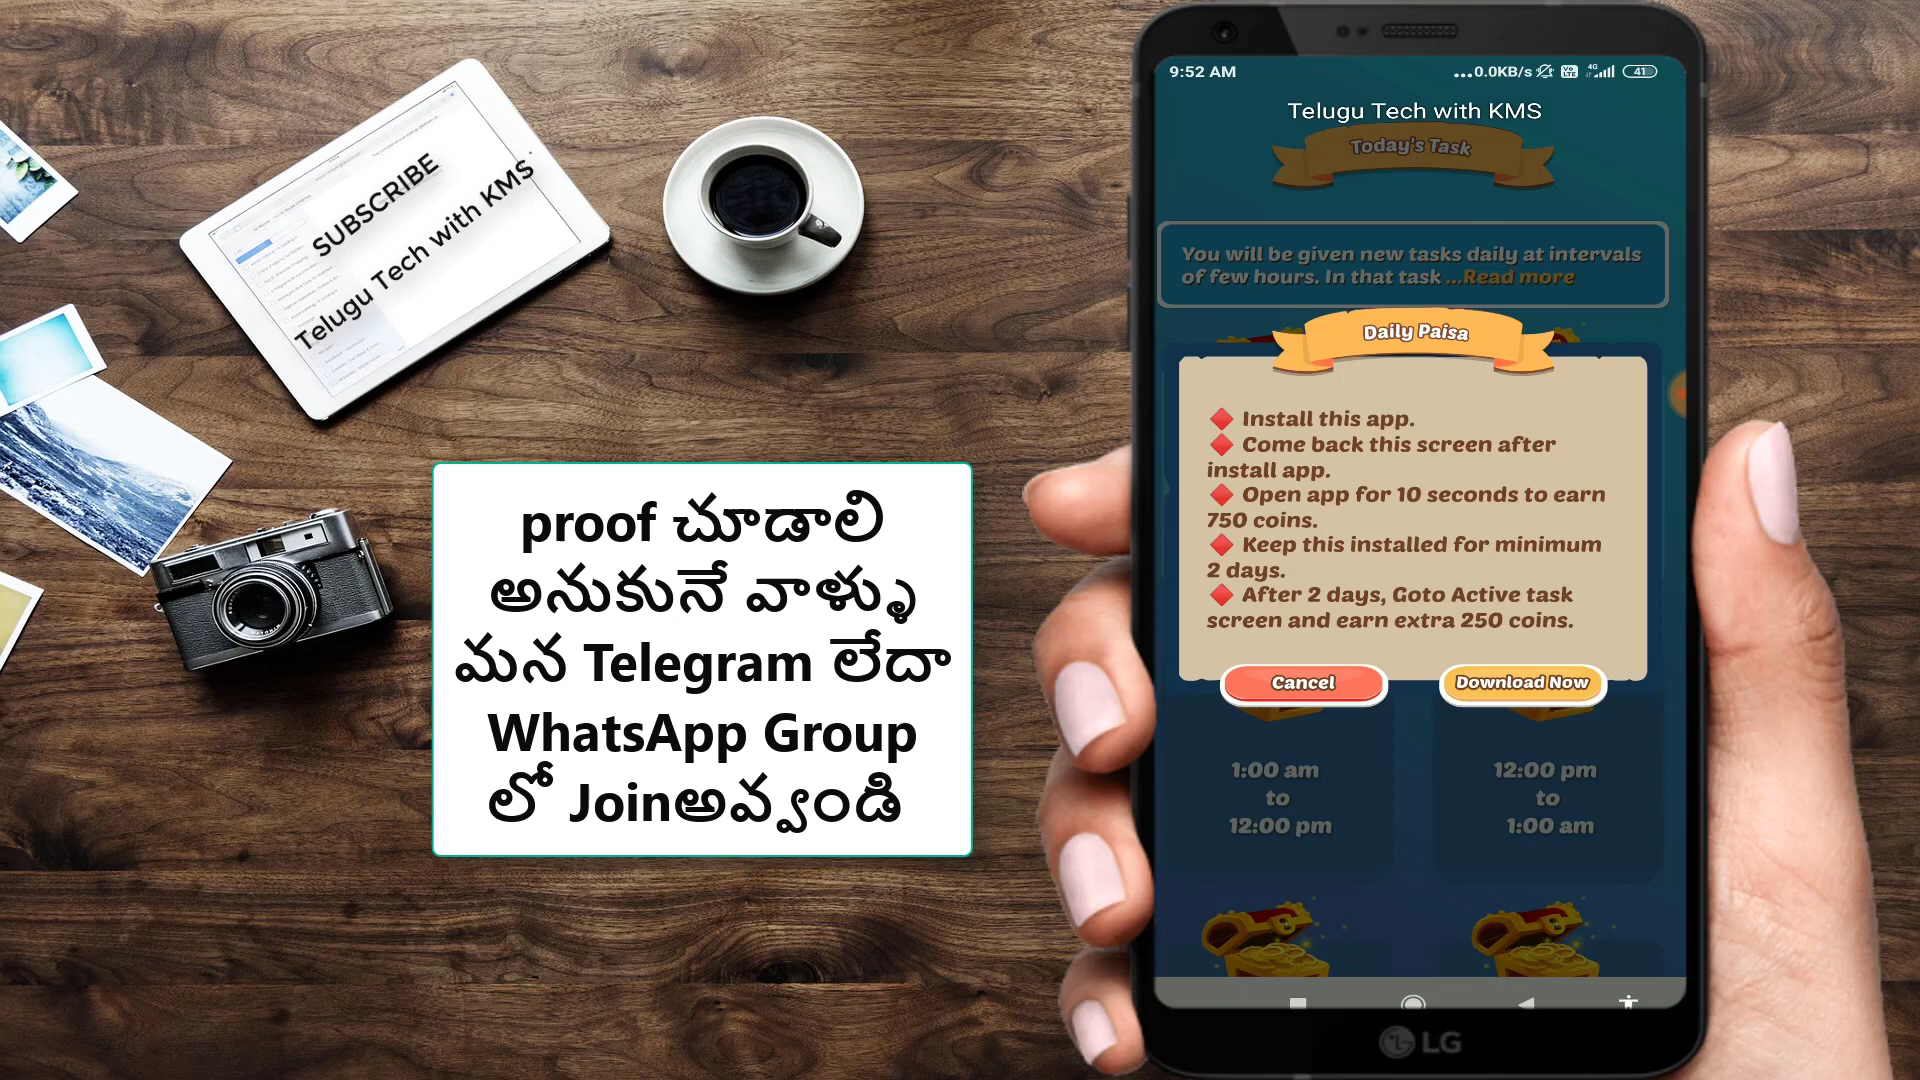 SUBSCRIBE
Telugu Tech with KMS
proof చూడాలి
అనుకునే వాళ్ళు
మన Telegram లేదా
WhatsApp Group
లో Joinఅవ్వండి
9:52 AM
...0.0KB/s 4G 41
Telugu Tech with KMS
Today's Task
You will be given new tasks daily at intervals
of few hours. In that task ...Read more
Daily Paisa
Install this app.
Come back this screen after
install app.
Open app for 10 seconds to earn
750 coins.
Keep this installed for minimum
2 days.
After 2 days, Goto Active task
screen and earn extra 250 coins.
Cancel Download Now
1:00 am
to
12:00 pm
12:00 pm
to
1:00 am
LG